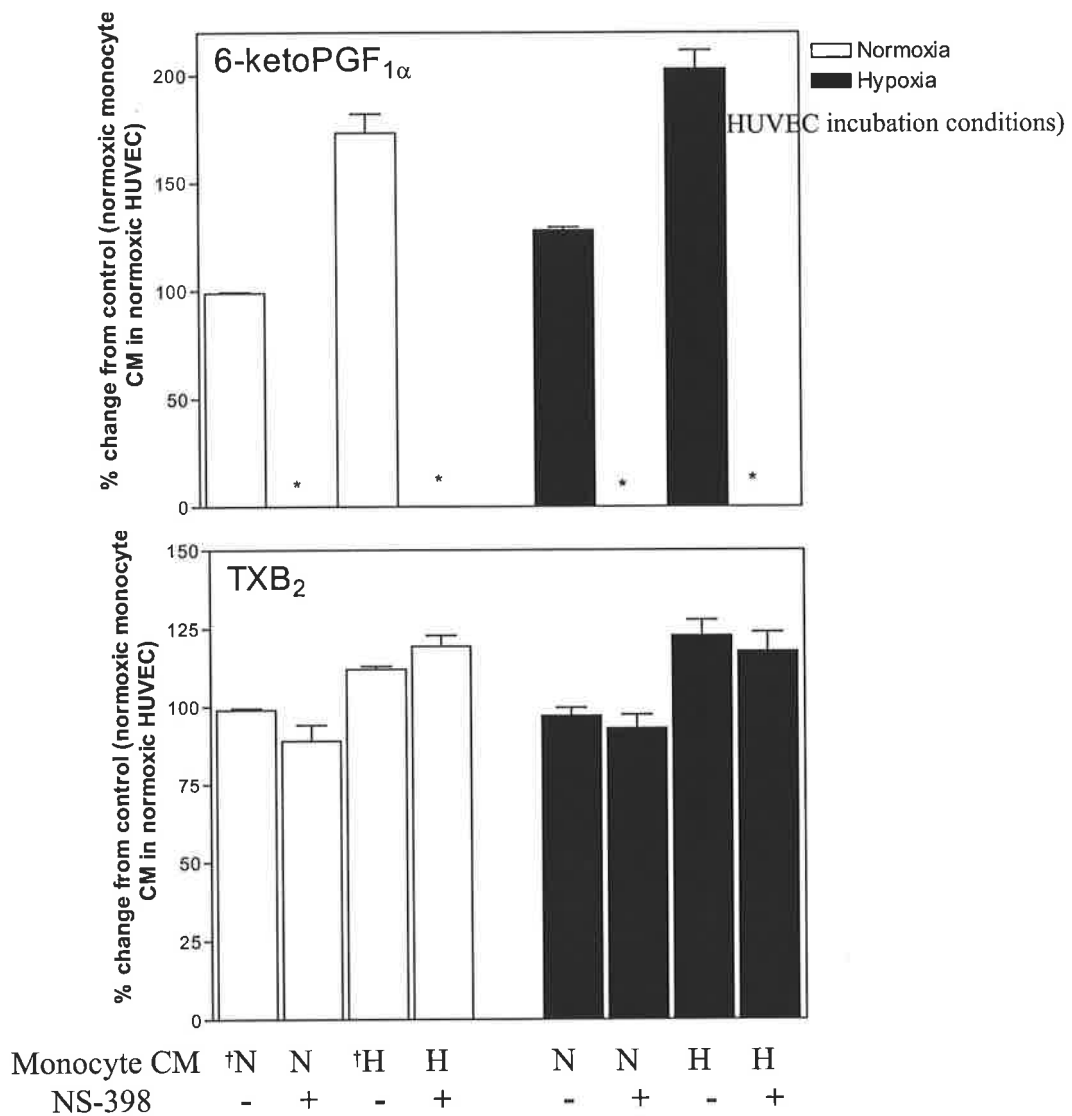 6-ketoPGF1α
Normoxia
Hypoxia
HUVEC incubation conditions)
% change from control (normoxic monocyte
CM in normoxic HUVEC)
200
150
100
50
0
*
*
*
*
TXB2
% change from control (normoxic monocyte
CM in normoxic HUVEC)
150
125
100
75
50
25
0
Monocyte CM †N N †H H N N H H
NS-398 - + - + - + - +